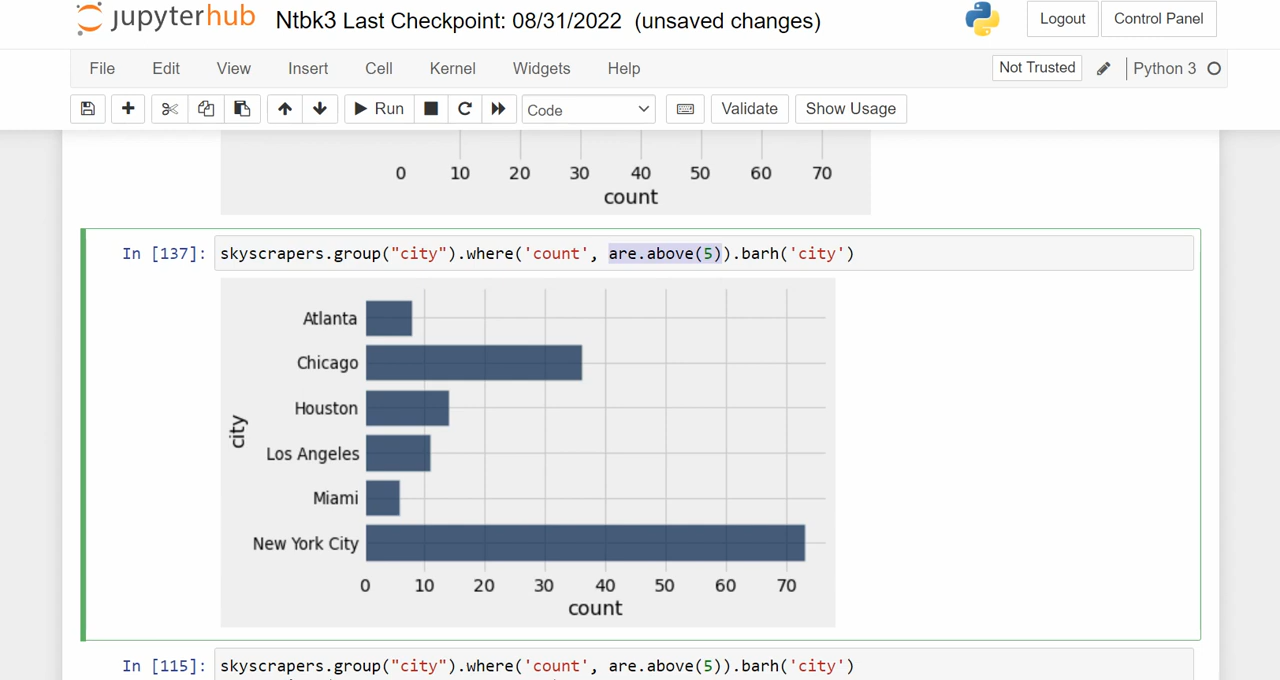 jupyterhub Ntbk3 Last Checkpoint: 08/31/2022 (unsaved changes) Logout Control Panel
File Edit View Insert Cell Kernel Widgets Help Not Trusted Python 3
Run Code Validate Show Usage
0 10 20 30 40 50 60 70
count
In [137]: skyscrapers.group("city").where('count', are.above(5)).barh('city')
Atlanta
Chicago
Houston
city
Los Angeles
Miami
New York City
0 10 20 30 40 50 60 70
count
In [115]: skyscrapers.group("city").where('count', are.above(5)).barh('city')